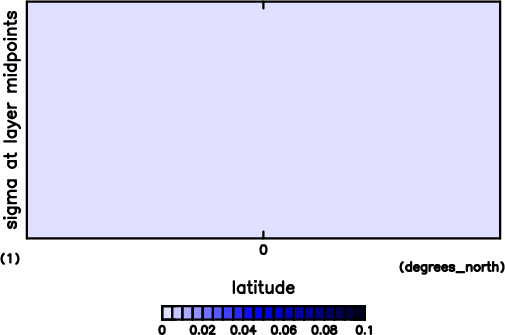 sigma at layer midpoints
(1)
0
(degrees_north)
latitude
0 0.02 0.04 0.06 0.08 0.1